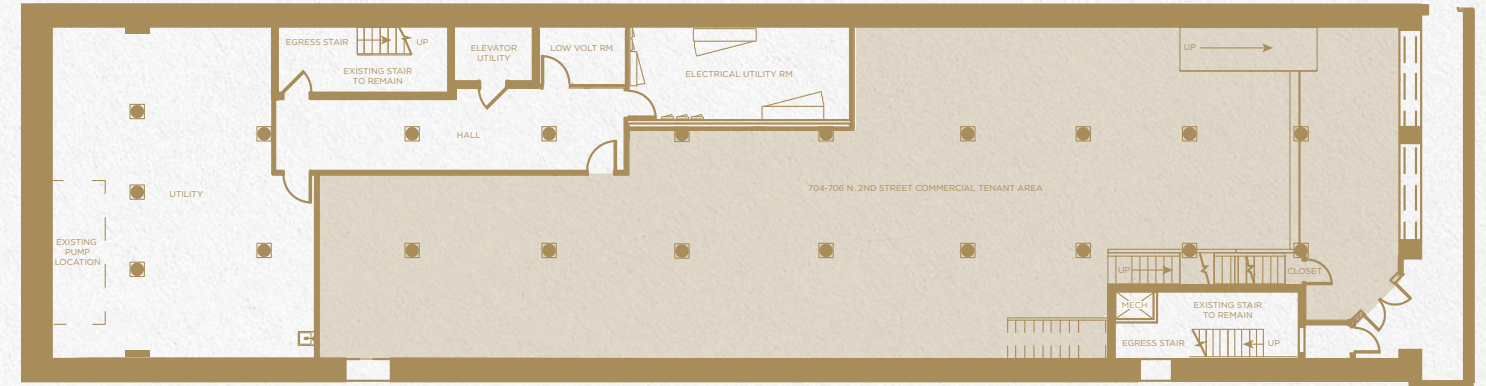 EGRESS STAIR
UP
EXISTING STAIR
TO REMAIN
ELEVATOR
UTILITY
LOW VOLT RM.
ELECTRICAL UTILITY RM.
UP
HALL
UTILITY
704-706 N. 2ND STREET COMMERCIAL TENANT AREA
EXISTING
PUMP
LOCATION
UP
CLOSET
MECH
EXISTING STAIR
TO REMAIN
EGRESS STAIR
UP